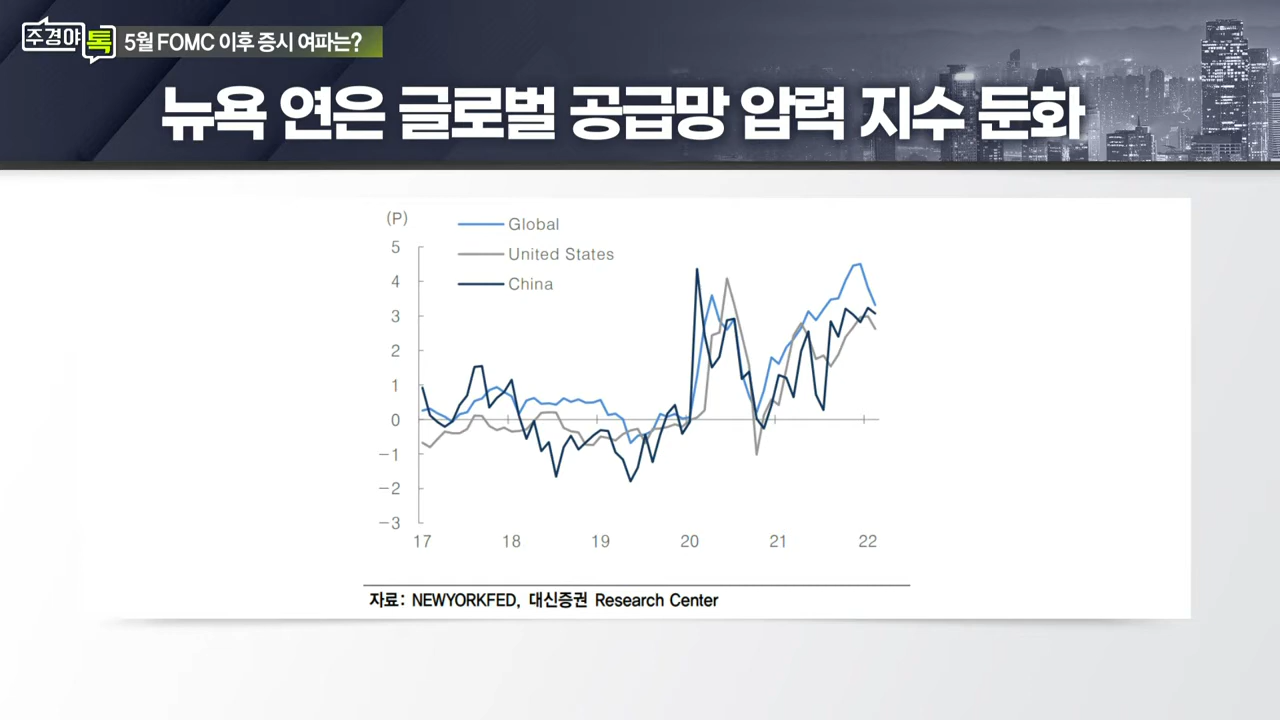 주경야톡 5월 FOMC 이후 증시 여파는?
뉴욕 연은 글로벌 공급망 압력 지수 둔화
(P)
Global
United States
China
5
4
3
2
1
0
−1
−2
−3
17 18 19 20 21 22
자료: NEWYORKFED, 대신증권 Research Center